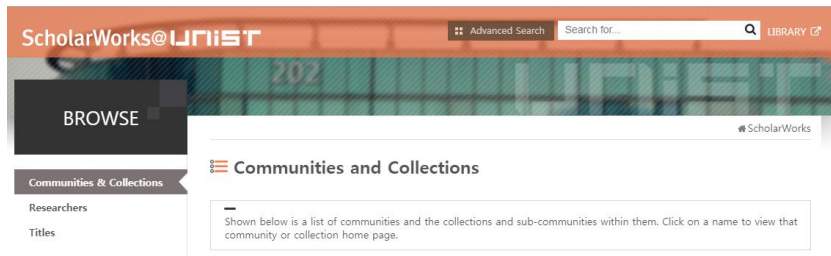 ScholarWorks@UNIST
Advanced Search
Search for...
LIBRARY
202
UNIST
BROWSE
ScholarWorks
Communities and Collections
Communities & Collections
Researchers
Titles
Shown below is a list of communities and the collections and sub-communities within them. Click on a name to view that
community or collection home page.